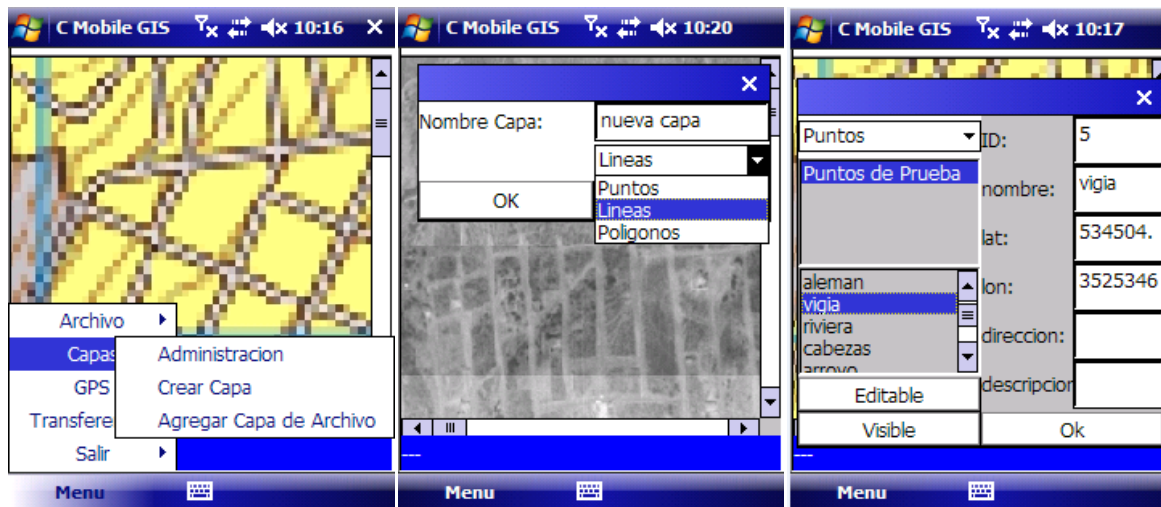 C Mobile GIS 10:16
Archivo
Capas
Administracion
GPS
Crear Capa
Transfere
Agregar Capa de Archivo
Salir
Menu
C Mobile GIS 10:20
Nombre Capa:
nueva capa
Lineas
Puntos
Lineas
Poligonos
OK
---
Menu
C Mobile GIS 10:17
Puntos
Puntos de Prueba
aleman
vigia
riviera
cabezas
arroyo
Editable
Visible
ID: 5
nombre: vigia
lat: 534504.
lon: 3525346
direccion:
descripcion
Ok
---
Menu